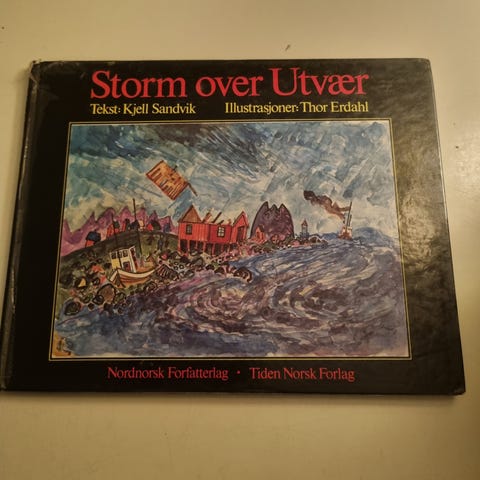 Storm over Utvær
Tekst: Kjell Sandvik Illustrasjoner: Thor Erdahl
Nordnorsk Forfatterlag · Tiden Norsk Forlag